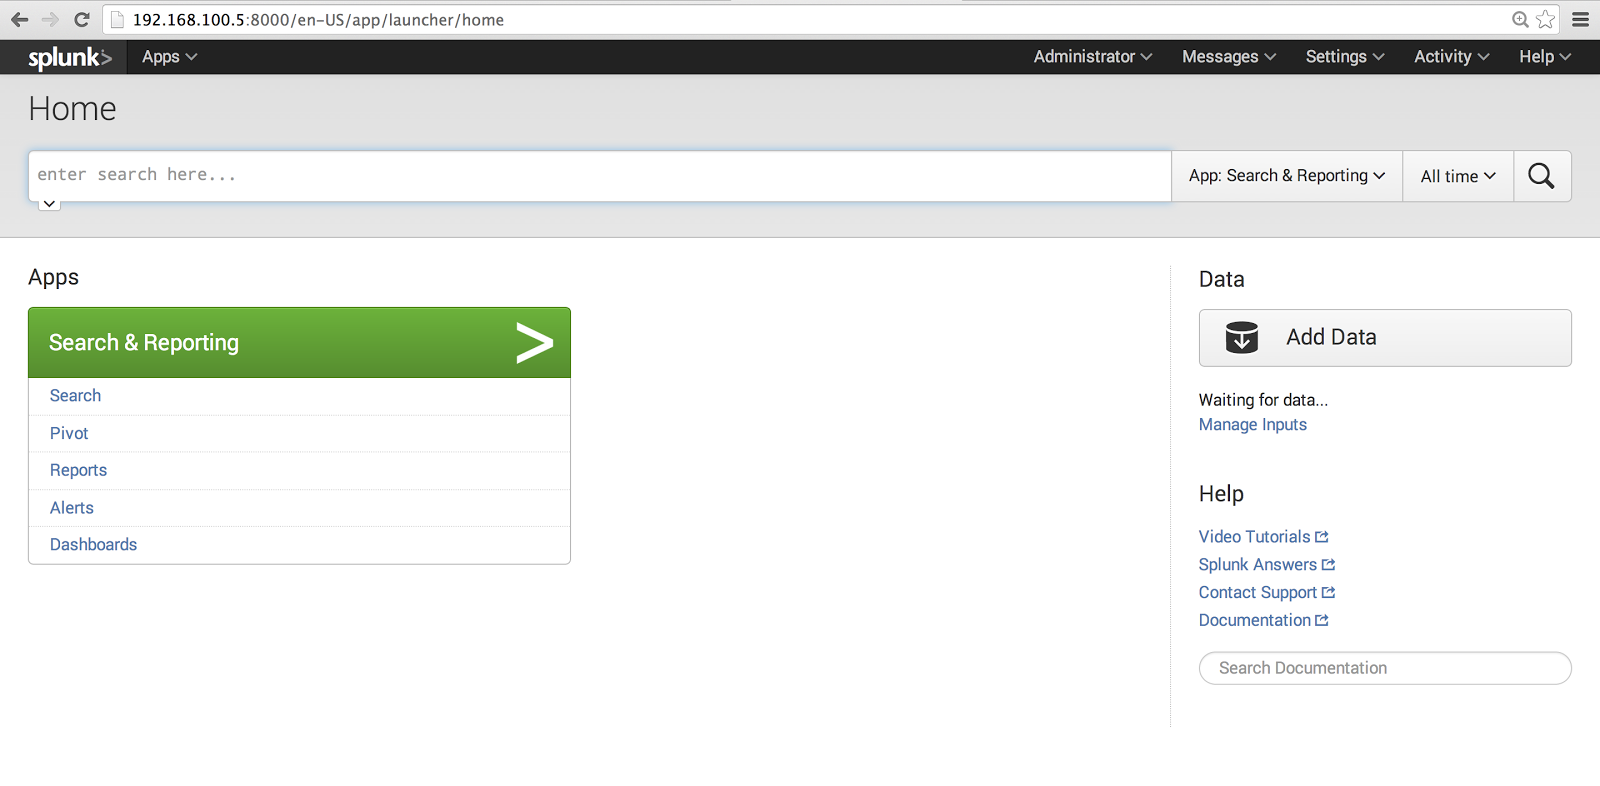 192.168.100.5:8000/en-US/app/launcher/home
splunk> Apps Administrator Messages Settings Activity Help
Home
enter search here... App: Search & Reporting All time
Apps
Search & Reporting
Search
Pivot
Reports
Alerts
Dashboards
Data
Add Data
Waiting for data...
Manage Inputs
Help
Video Tutorials
Splunk Answers
Contact Support
Documentation
Search Documentation